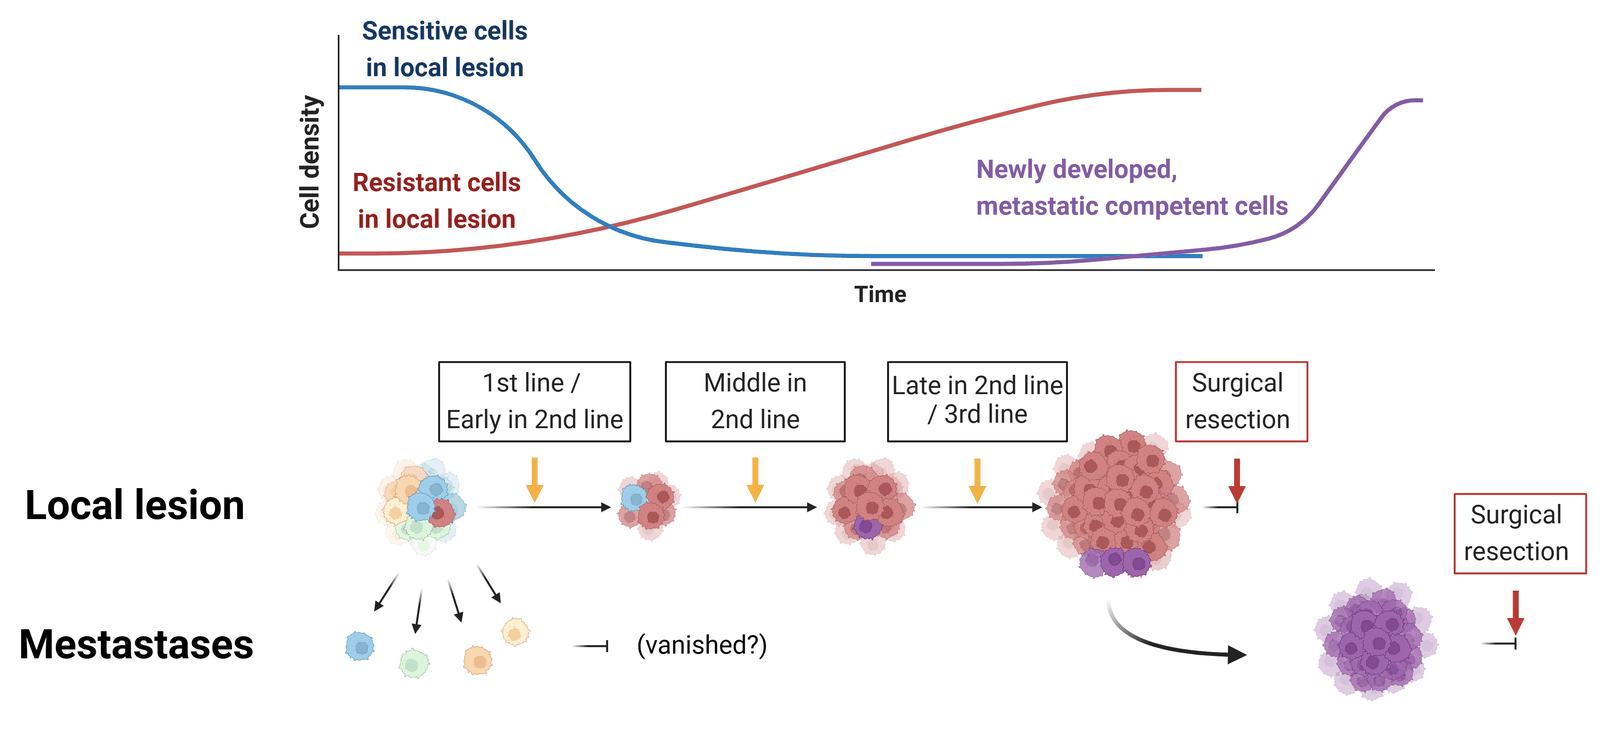 Sensitive cells
in local lesion
Cell density
Resistant cells
in local lesion
Newly developed,
metastatic competent cells
Time
1st line /
Early in 2nd line
Middle in
2nd line
Late in 2nd line
/ 3rd line
Surgical
resection
Local lesion
Surgical
resection
Mestastases
(vanished?)